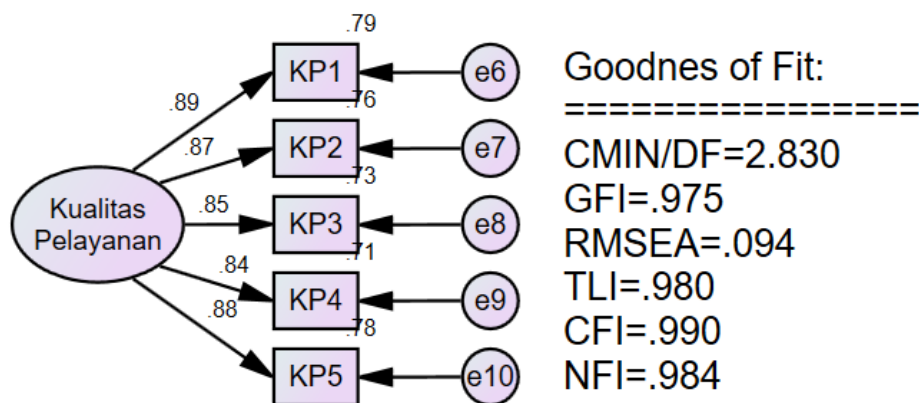 .79
KP1
e6
.89
.76
KP2
e7
.87
.73
KP3
e8
.85
Kualitas
Pelayanan
.71
KP4
e9
.84
.78
KP5
e10
.88
Goodnes of Fit:
================
CMIN/DF=2.830
GFI=.975
RMSEA=.094
TLI=.980
CFI=.990
NFI=.984